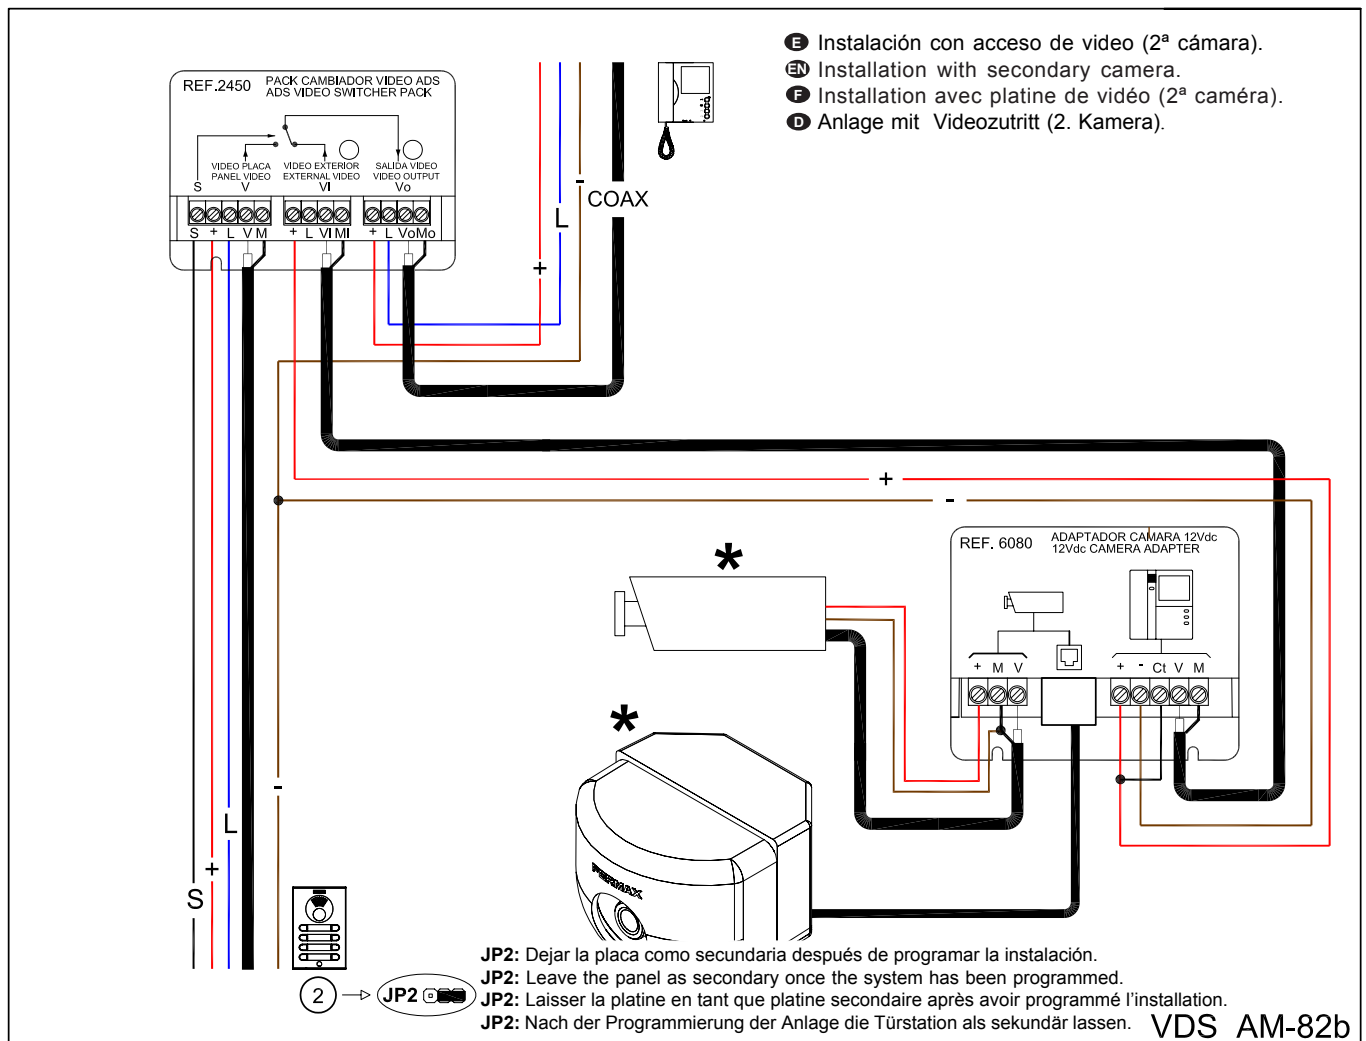 E Instalación con acceso de video (2ª cámara).
EN Installation with secondary camera.
F Installation avec platine de vidéo (2ª caméra).
D Anlage mit Videozutritt (2. Kamera).
REF.2450
PACK CAMBIADOR VIDEO ADS
ADS VIDEO SWITCHER PACK
VIDEO PLACA
PANEL VIDEO
VIDEO EXTERIOR
EXTERNAL VIDEO
SALIDA VIDEO
VIDEO OUTPUT
S V VI Vo
S + L V M + L VI MI + L Vo Mo
-
COAX
L
+
+
-
REF. 6080
ADAPTADOR CAMARA 12Vdc
12Vdc CAMERA ADAPTER
*
+ M V + - Ct V M
*
FERMAX
-
L
+
S
2
JP2
JP2: Dejar la placa como secundaria después de programar la instalación.
JP2: Leave the panel as secondary once the system has been programmed.
JP2: Laisser la platine en tant que platine secondaire après avoir programmé l'installation.
JP2: Nach der Programmierung der Anlage die Türstation als sekundär lassen.
VDS AM-82b